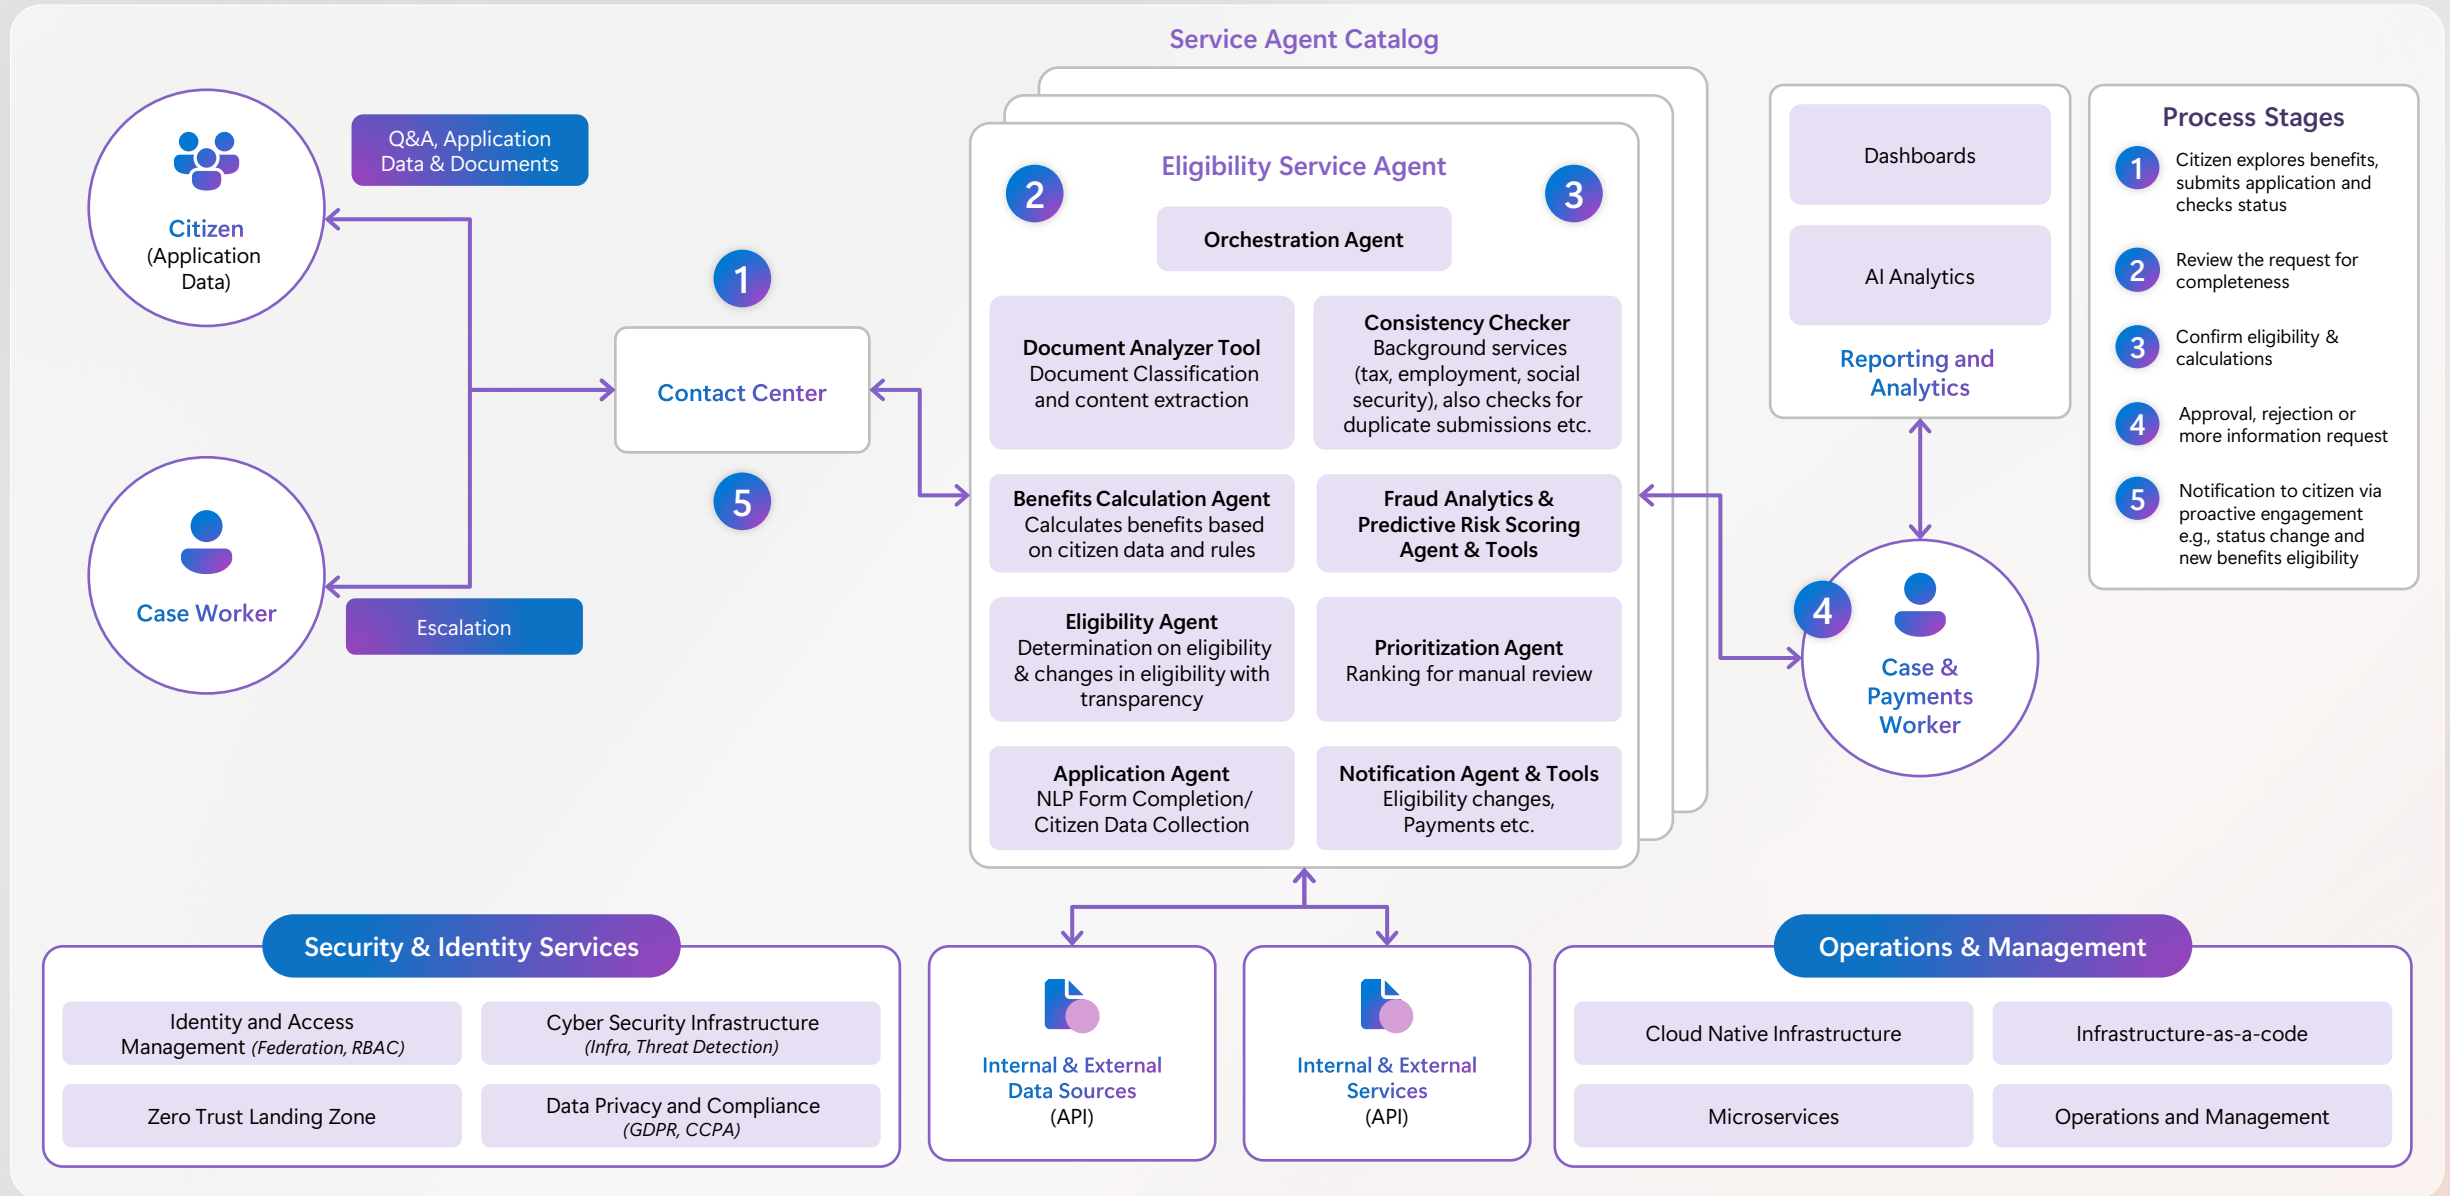 Service Agent Catalog
Citizen
(Application
Data)
Q&A, Application
Data & Documents
Case Worker
Escalation
1
Contact Center
5
2
Eligibility Service Agent
3
Orchestration Agent
Document Analyzer Tool
Document Classification
and content extraction
Consistency Checker
Background services
(tax, employment, social
security), also checks for
duplicate submissions etc.
Benefits Calculation Agent
Calculates benefits based
on citizen data and rules
Fraud Analytics &
Predictive Risk Scoring
Agent & Tools
Eligibility Agent
Determination on eligibility
& changes in eligibility with
transparency
Prioritization Agent
Ranking for manual review
Application Agent
NLP Form Completion/
Citizen Data Collection
Notification Agent & Tools
Eligibility changes,
Payments etc.
Dashboards
AI Analytics
Reporting and
Analytics
4
Case &
Payments
Worker
Process Stages
1
Citizen explores benefits,
submits application and
checks status
2
Review the request for
completeness
3
Confirm eligibility &
calculations
4
Approval, rejection or
more information request
5
Notification to citizen via
proactive engagement
e.g., status change and
new benefits eligibility
Security & Identity Services
Identity and Access
Management (Federation, RBAC)
Cyber Security Infrastructure
(Infra, Threat Detection)
Zero Trust Landing Zone
Data Privacy and Compliance
(GDPR, CCPA)
Internal & External
Data Sources
(API)
Internal & External
Services
(API)
Operations & Management
Cloud Native Infrastructure
Infrastructure-as-a-code
Microservices
Operations and Management